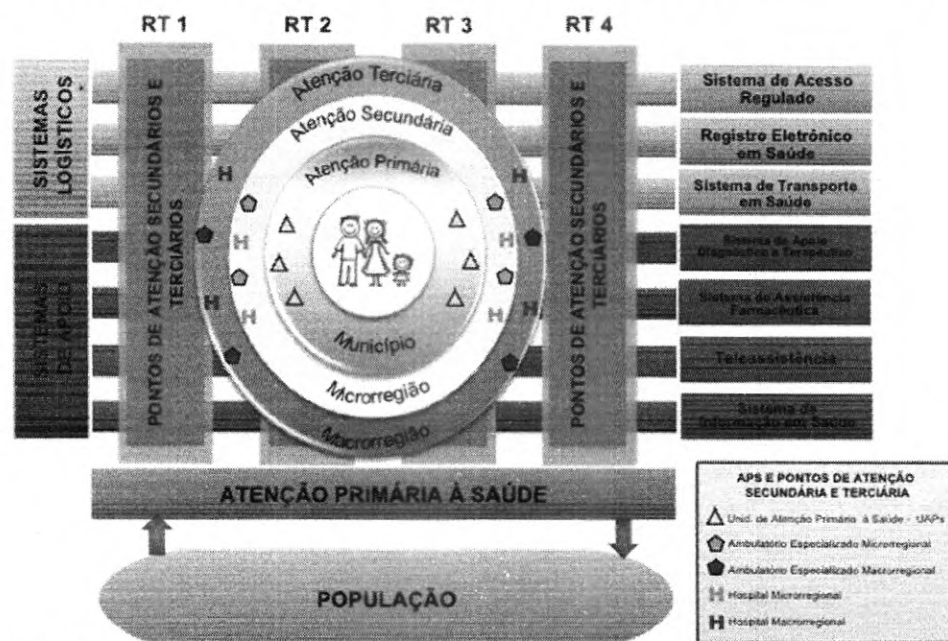 RT 1
RT 2
RT 3
RT 4
SISTEMAS
LOGÍSTICOS
SISTEMAS
DE APOIO
PONTOS DE ATENÇÃO SECUNDÁRIOS E
TERCIÁRIOS
Atenção Terciária
Atenção Secundária
Atenção Primária
H
H
H
H
H
H
H
H
Município
Microrregião
Macrorregião
PONTOS DE ATENÇÃO SECUNDÁRIOS E
TERCIÁRIOS
Sistema de Acesso
Regulado
Registro Eletrônico
em Saúde
Sistema de Transporte
em Saúde
Sistema de Apoio
Diagnóstico e Terapêutico
Sistema de Assistência
Farmacêutica
Teleassistência
Sistema de
Informação em Saúde
ATENÇÃO PRIMÁRIA À SAÚDE
POPULAÇÃO
APS E PONTOS DE ATENÇÃO
SECUNDÁRIA E TERCIÁRIA
Unid. de Atenção Primário à Saúde - UAPs
Ambulatório Especializado Microrregional
Ambulatório Especializado Macrorregional
H Hospital Microrregional
H Hospital Macrorregional